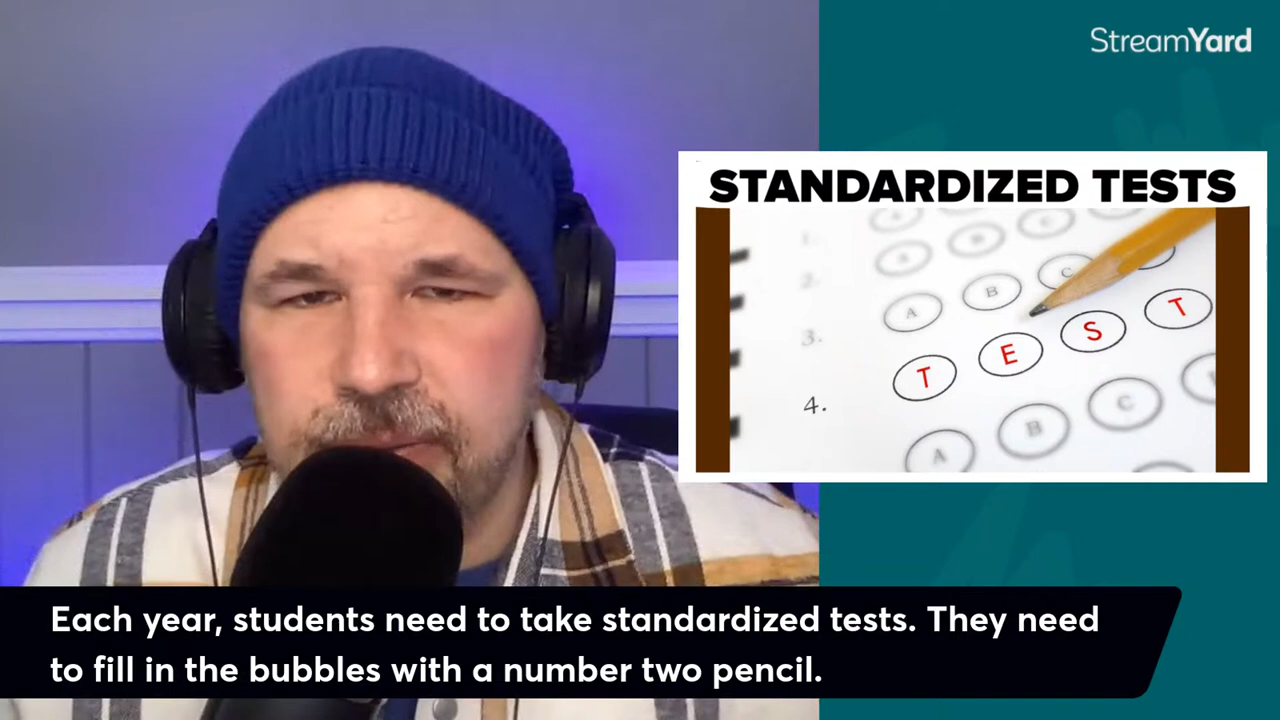 StreamYard
STANDARDIZED TESTS
1.
A
B
C
2.
A
B
C
3.
T E S T
4.
A B C
Each year, students need to take standardized tests. They need
to fill in the bubbles with a number two pencil.